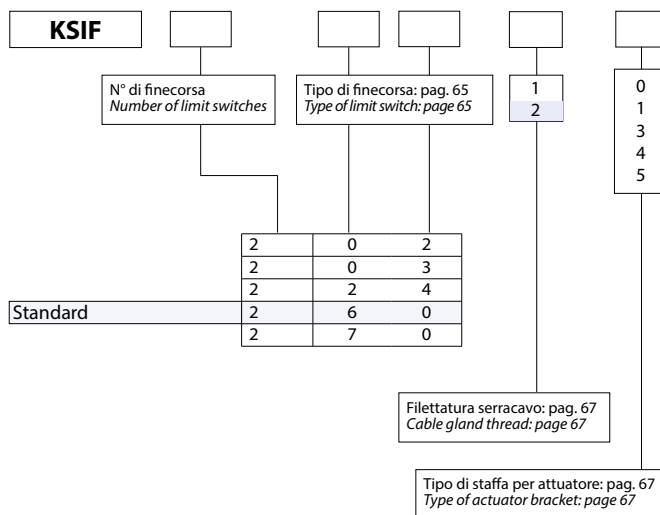 KSIF
N° di finecorsa
Number of limit switches
Tipo di finecorsa: pag. 65
Type of limit switch: page 65
1
2
0
1
3
4
5
2 0 2
2 0 3
2 2 4
Standard 2 6 0
2 7 0
Filettatura serracavo: pag. 67
Cable gland thread: page 67
Tipo di staffa per attuatore: pag. 67
Type of actuator bracket: page 67